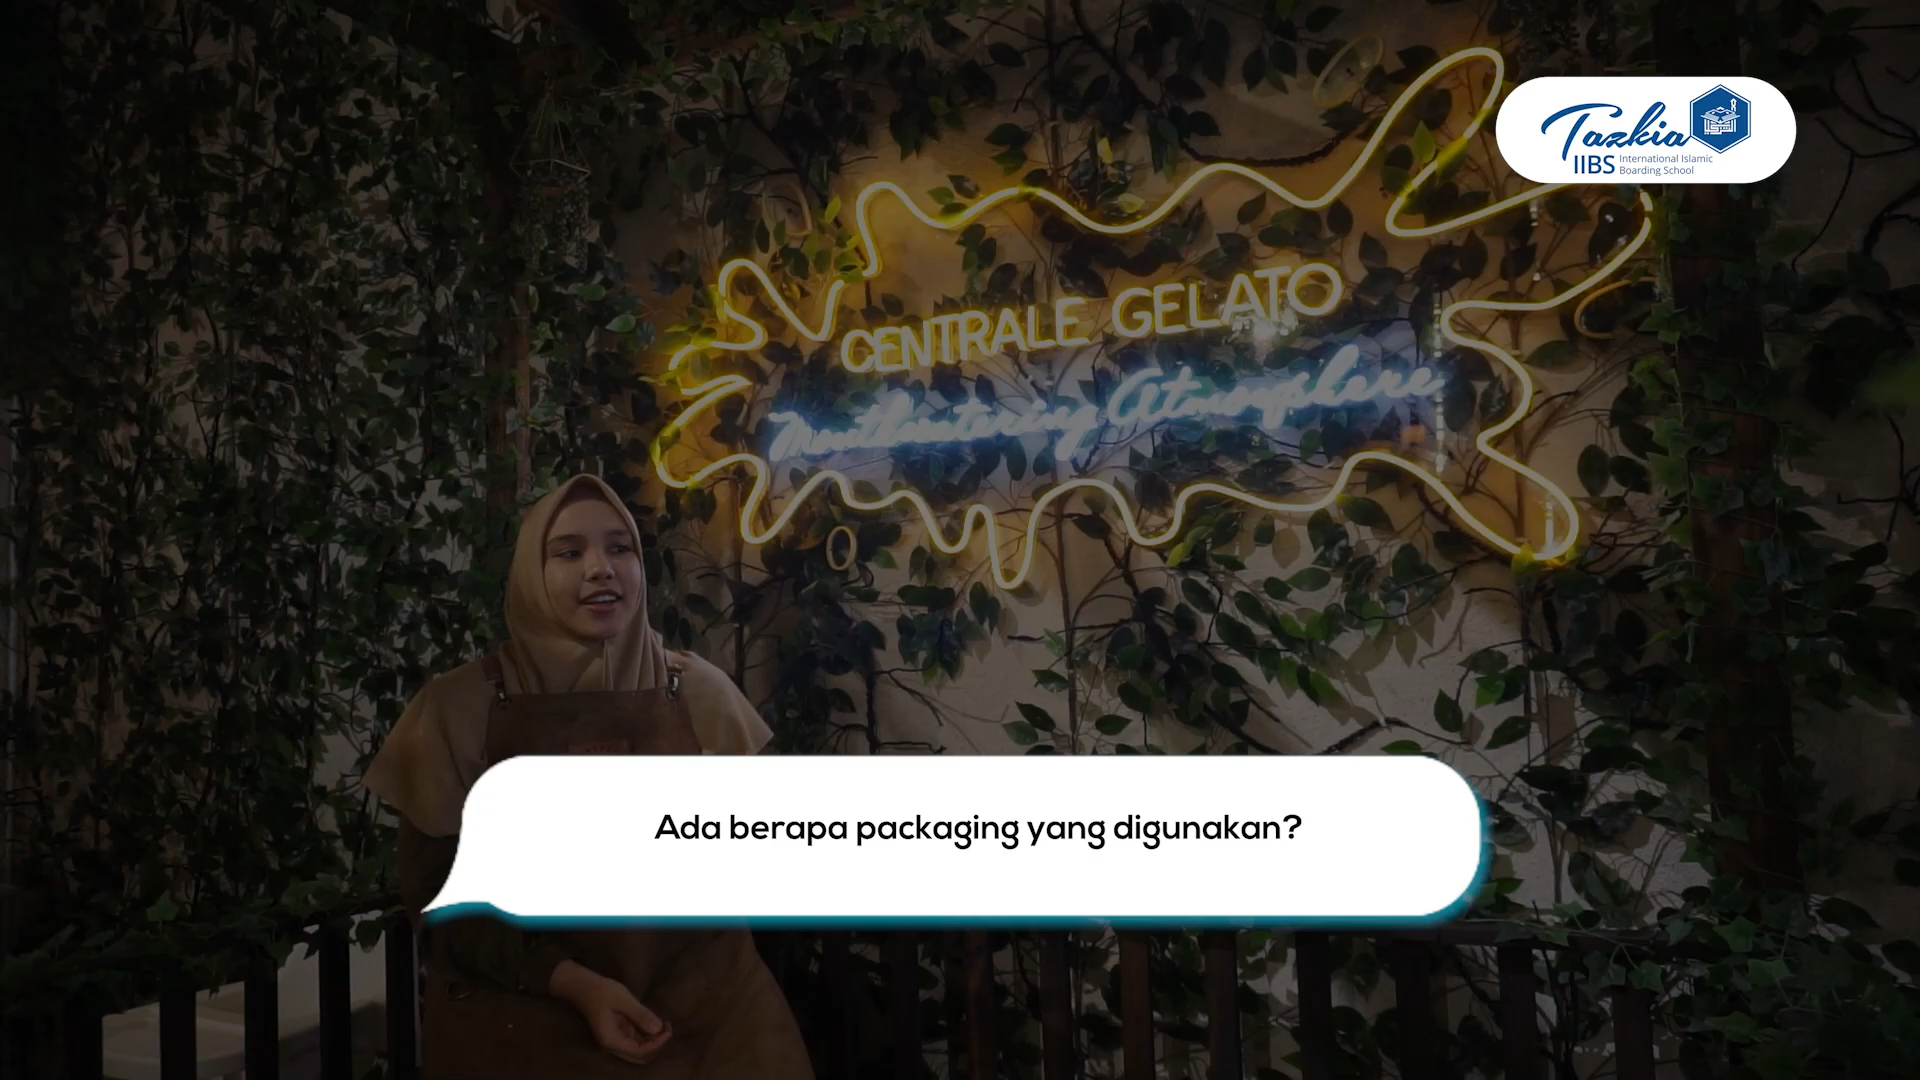 Tazkia
IIBS International Islamic
Boarding School
CENTRALE GELATO
Mouthwatering Atmosphere
Ada berapa packaging yang digunakan?